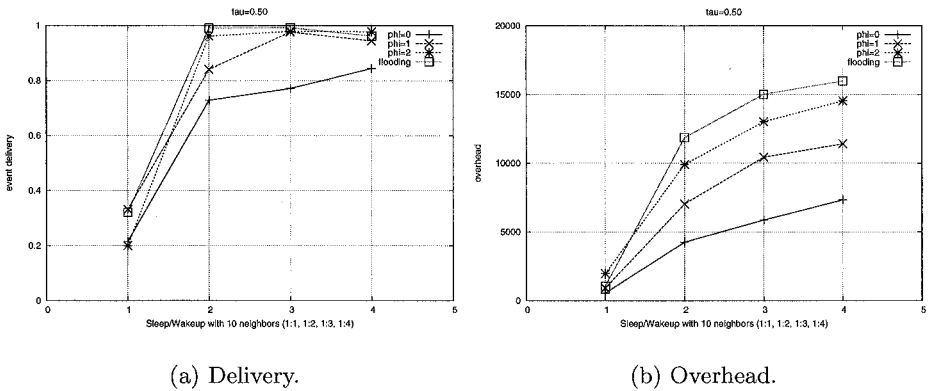 tau=0.50
1
0.8
0.6
0.4
0.2
0
event delivery
phi=0
phi=1
phi=2
flooding
0 1 2 3 4 5
Sleep/Wakeup with 10 neighbors (1:1, 1:2, 1:3, 1:4)
(a) Delivery.
tau=0.50
20000
15000
10000
5000
0
overhead
phi=0
phi=1
phi=2
flooding
0 1 2 3 4 5
Sleep/Wakeup with 10 neighbors (1:1, 1:2, 1:3, 1:4)
(b) Overhead.